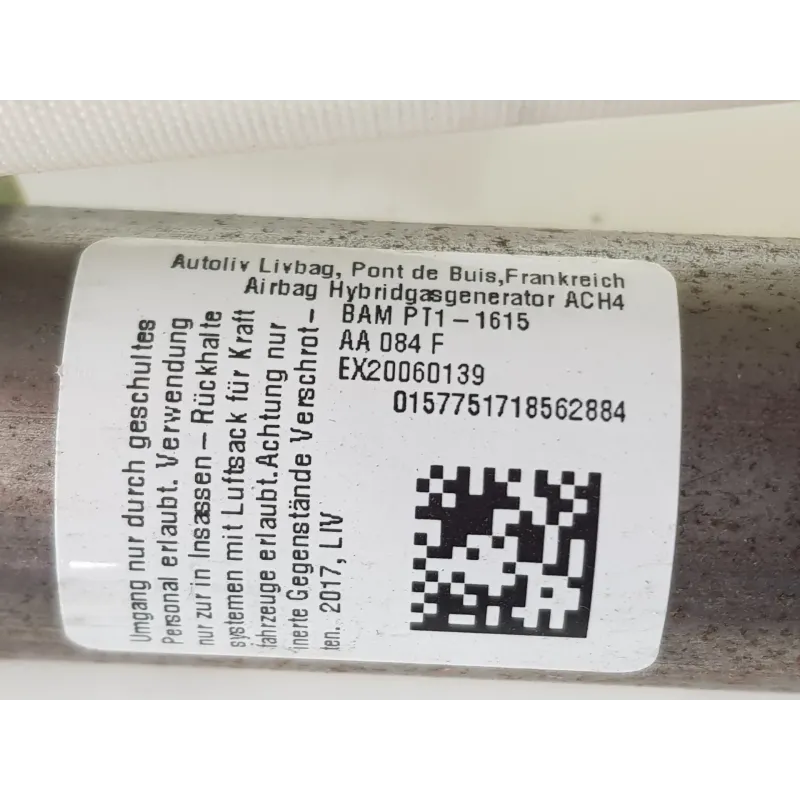 Autoliv Livbag, Pont de Buis,Frankreich
Airbag Hybridgasgenerator ACH4
BAM PT1-1615
AA 084 F
EX20060139
0157751718562884
Umgang nur durch geschultes
Personal erlaubt. Verwendung
nur zur in Insassen-Rückhalte
systemen mit Luftsack für Kraft
fahrzeuge erlaubt.Achtung nur
inerte Gegenstände Verschrot-
ten. 2017, LIV